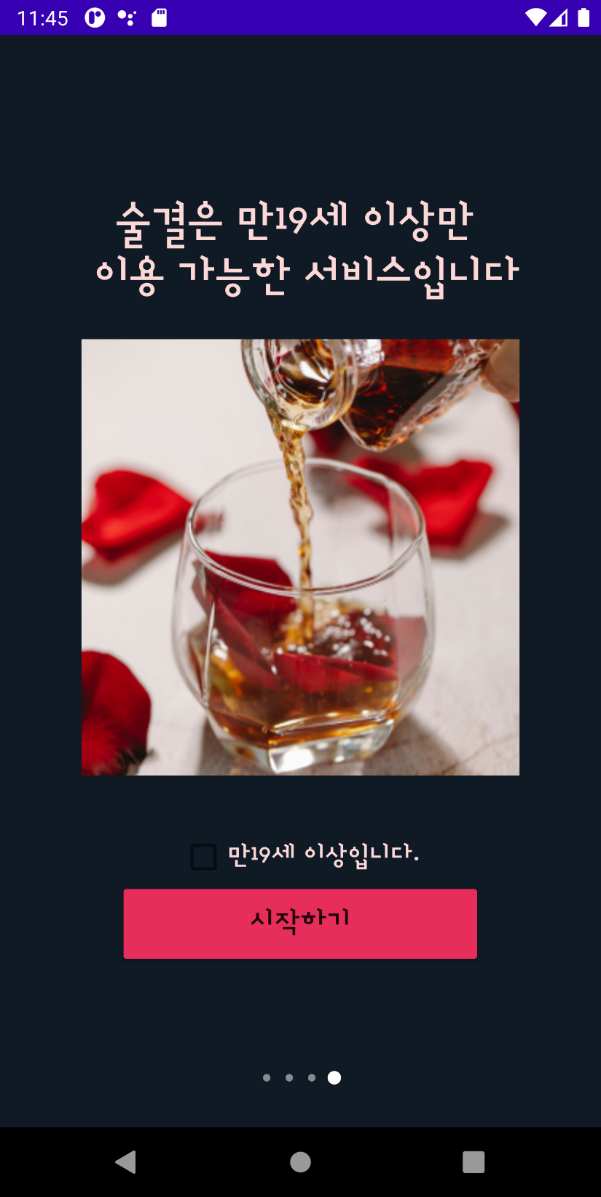 11:45
술결은 만19세 이상만
이용 가능한 서비스입니다
만19세 이상입니다.
시작하기